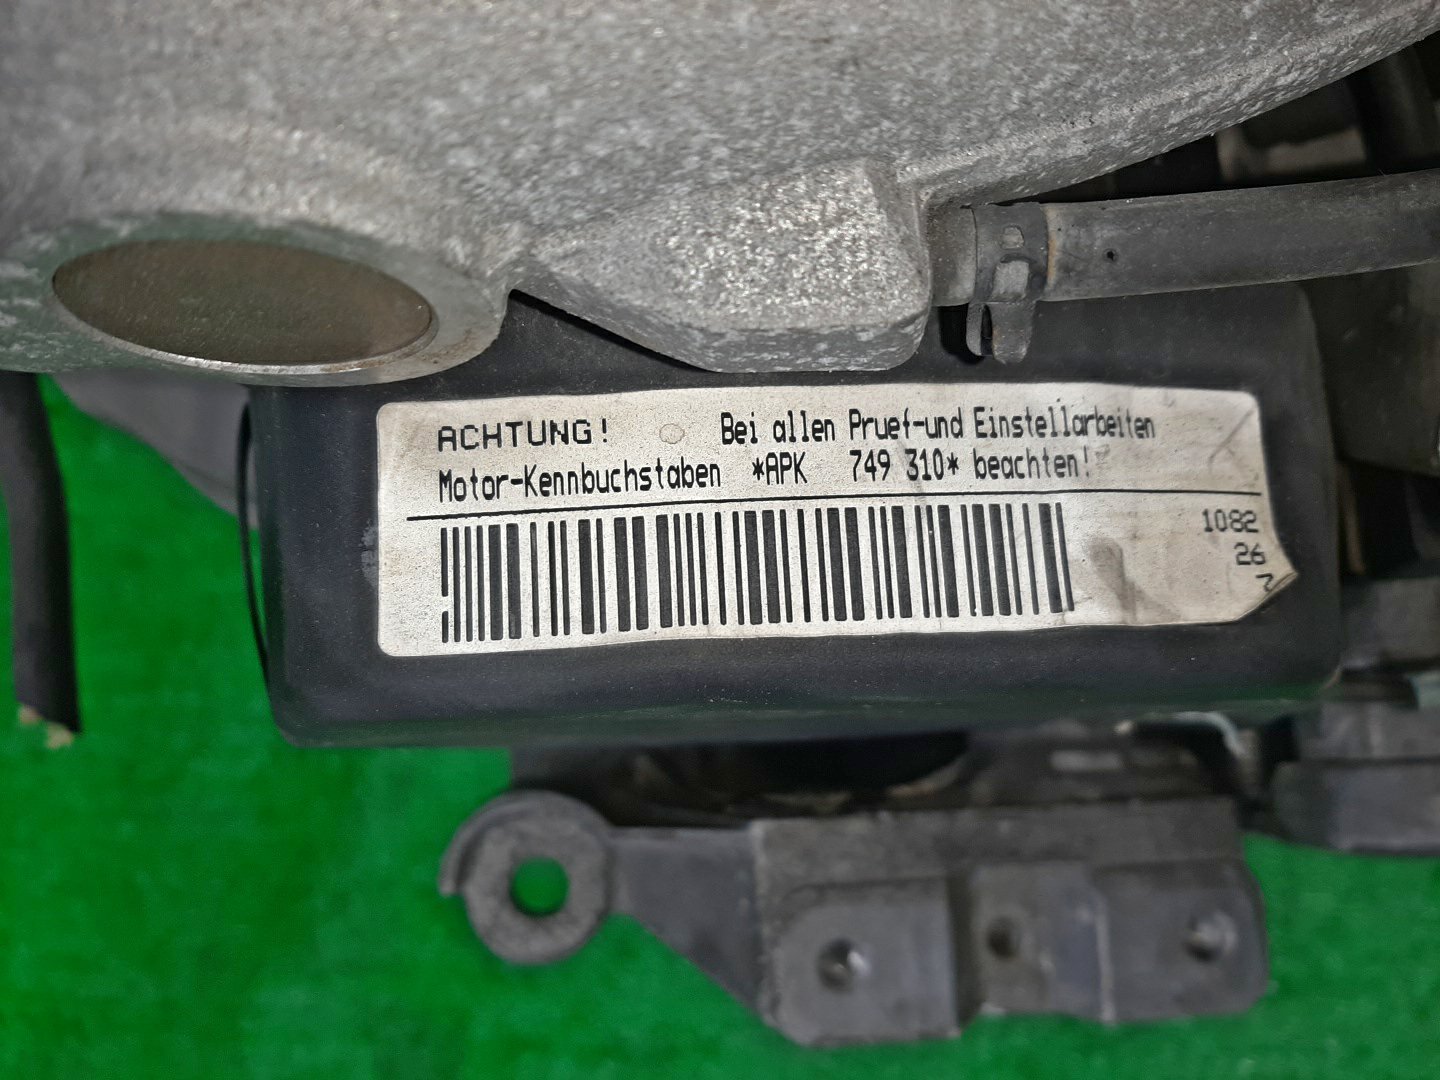 ACHTUNG! Bei allen Pruef-und Einstellarbeiten
Motor-Kennbuchstaben *APK 749 310* beachten!
1082
26
Z